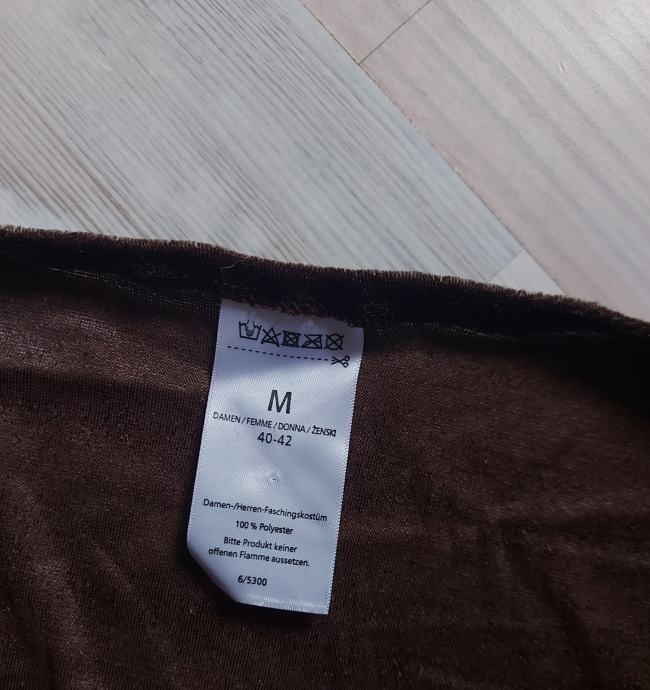 M
DAMEN / FEMME / DONNA / ŽENSKI
40-42
Damen-/Herren-Faschingskostüm
100 % Polyester
Bitte Produkt keiner
offenen Flamme aussetzen.
6/5300